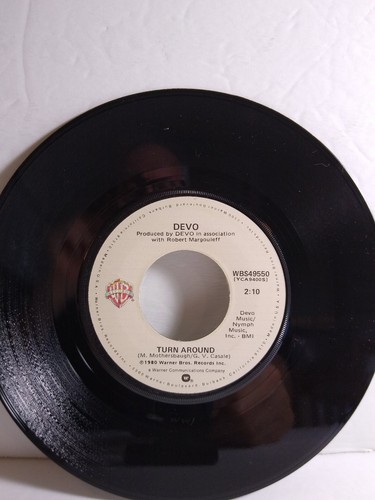 DEVO
Produced by DEVO in association
with Robert Margouleff
WBS49550
(YCA9400S)
2:10
Devo
Music/
Nymph
Music,
Inc. - BMI
TURN AROUND
(M. Mothersbaugh/G. V. Casale)
©1980 Warner Bros. Records Inc.
a Warner Communications Company